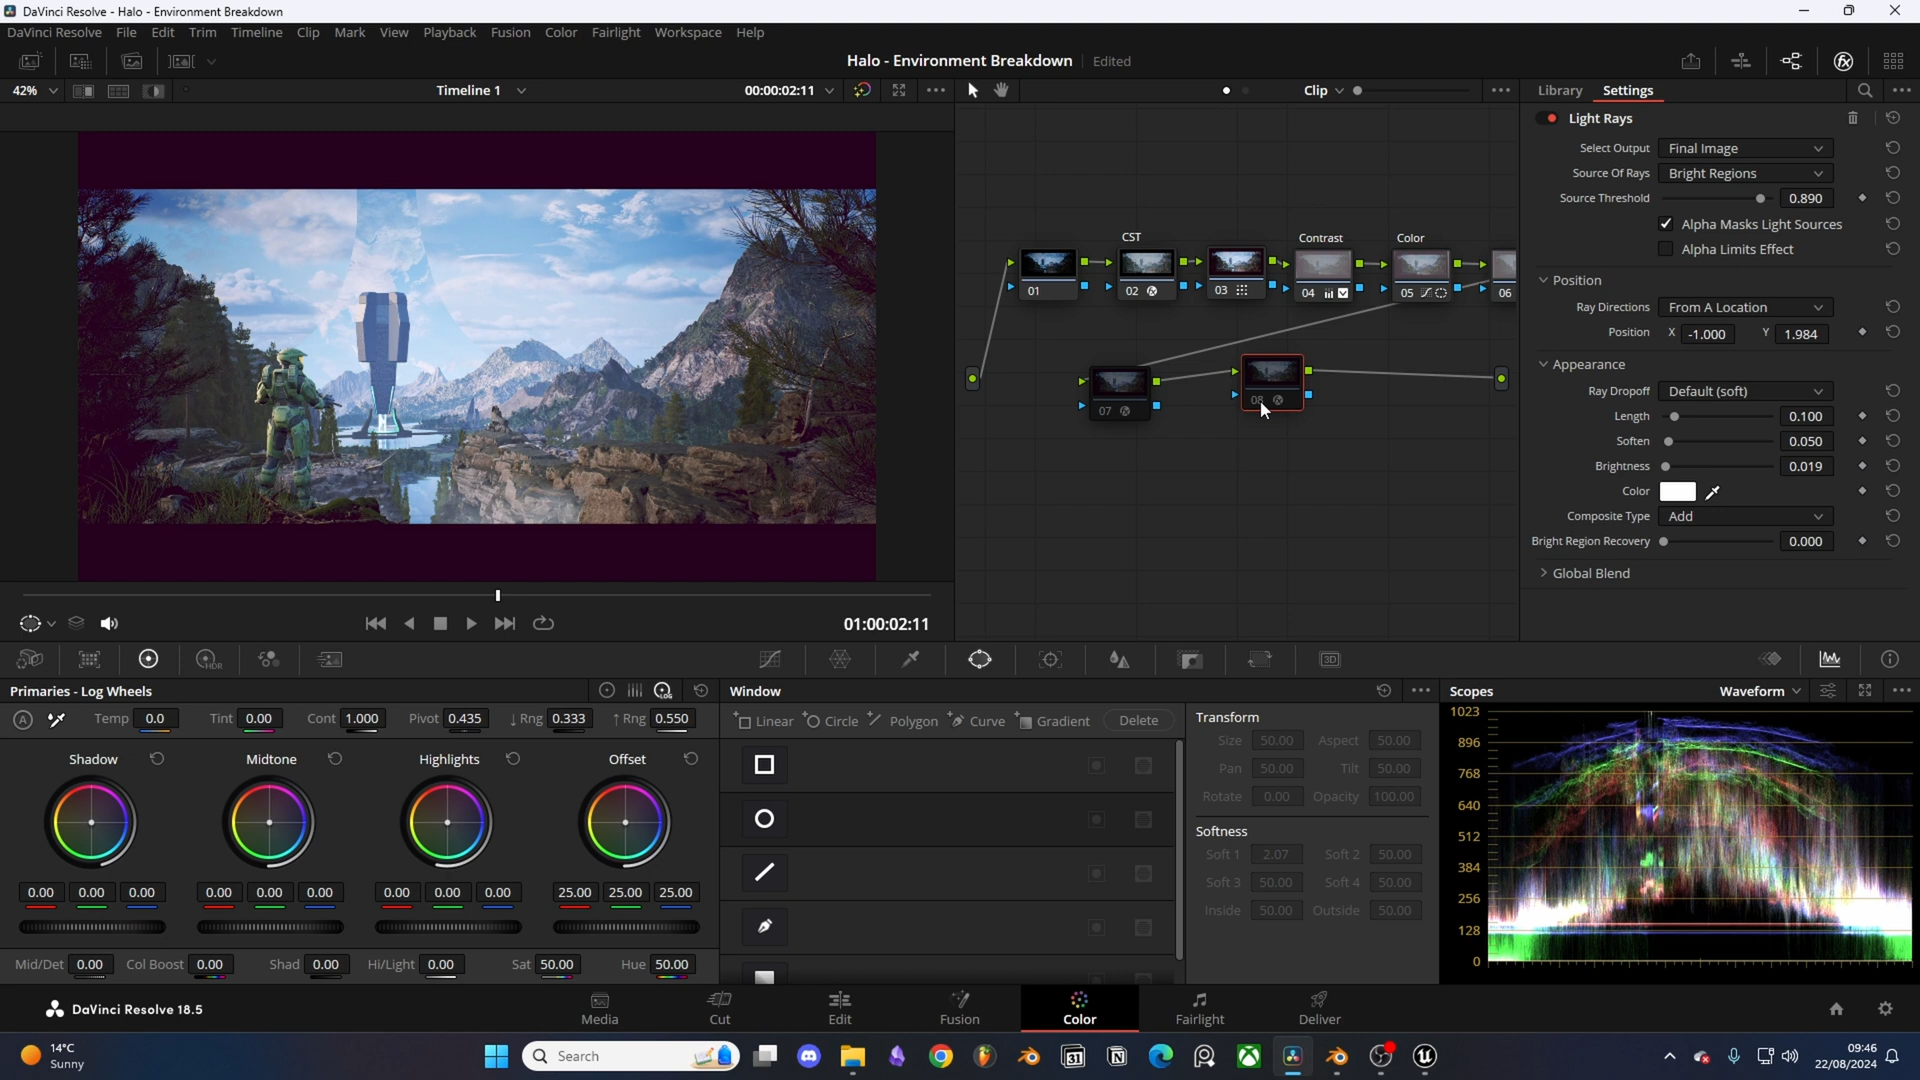 DaVinci Resolve - Halo - Environment Breakdown
DaVinci Resolve File Edit Trim Timeline Clip Mark View Playback Fusion Color Fairlight Workspace Help
Halo - Environment Breakdown Edited
42% Timeline 1 00:00:02:11 Clip Library Settings
Light Rays
Select Output Final Image
Source Of Rays Bright Regions
Source Threshold 0.890
Alpha Masks Light Sources
Alpha Limits Effect
CST Contrast Color
01 02 03 04 05 06
Position
Ray Directions From A Location
Position X -1.000 Y 1.984
Appearance
Ray Dropoff Default (soft)
07 08
Length 0.100
Soften 0.050
Brightness 0.019
Color
Composite Type Add
Bright Region Recovery 0.000
Global Blend
01:00:02:11
HDR
3D
Primaries - Log Wheels LOG Window Scopes Waveform
A Temp 0.0 Tint 0.00 Cont 1.000 Pivot 0.435 ↓ Rng 0.333 ↑ Rng 0.550
Linear Circle Polygon Curve Gradient Delete
Transform
Size 50.00 Aspect 50.00
Pan 50.00 Tilt 50.00
Rotate 0.00 Opacity 100.00
Softness
Soft 1 2.07 Soft 2 50.00
Soft 3 50.00 Soft 4 50.00
Inside 50.00 Outside 50.00
Shadow Midtone Highlights Offset
0.00 0.00 0.00 0.00 0.00 0.00 0.00 0.00 0.00 25.00 25.00 25.00
Mid/Det 0.00 Col Boost 0.00 Shad 0.00 Hi/Light 0.00 Sat 50.00 Hue 50.00
1023
896
768
640
512
384
256
128
0
DaVinci Resolve 18.5 Media Cut Edit Fusion Color Fairlight Deliver
14°C
Sunny
Search
31
09:46
22/08/2024